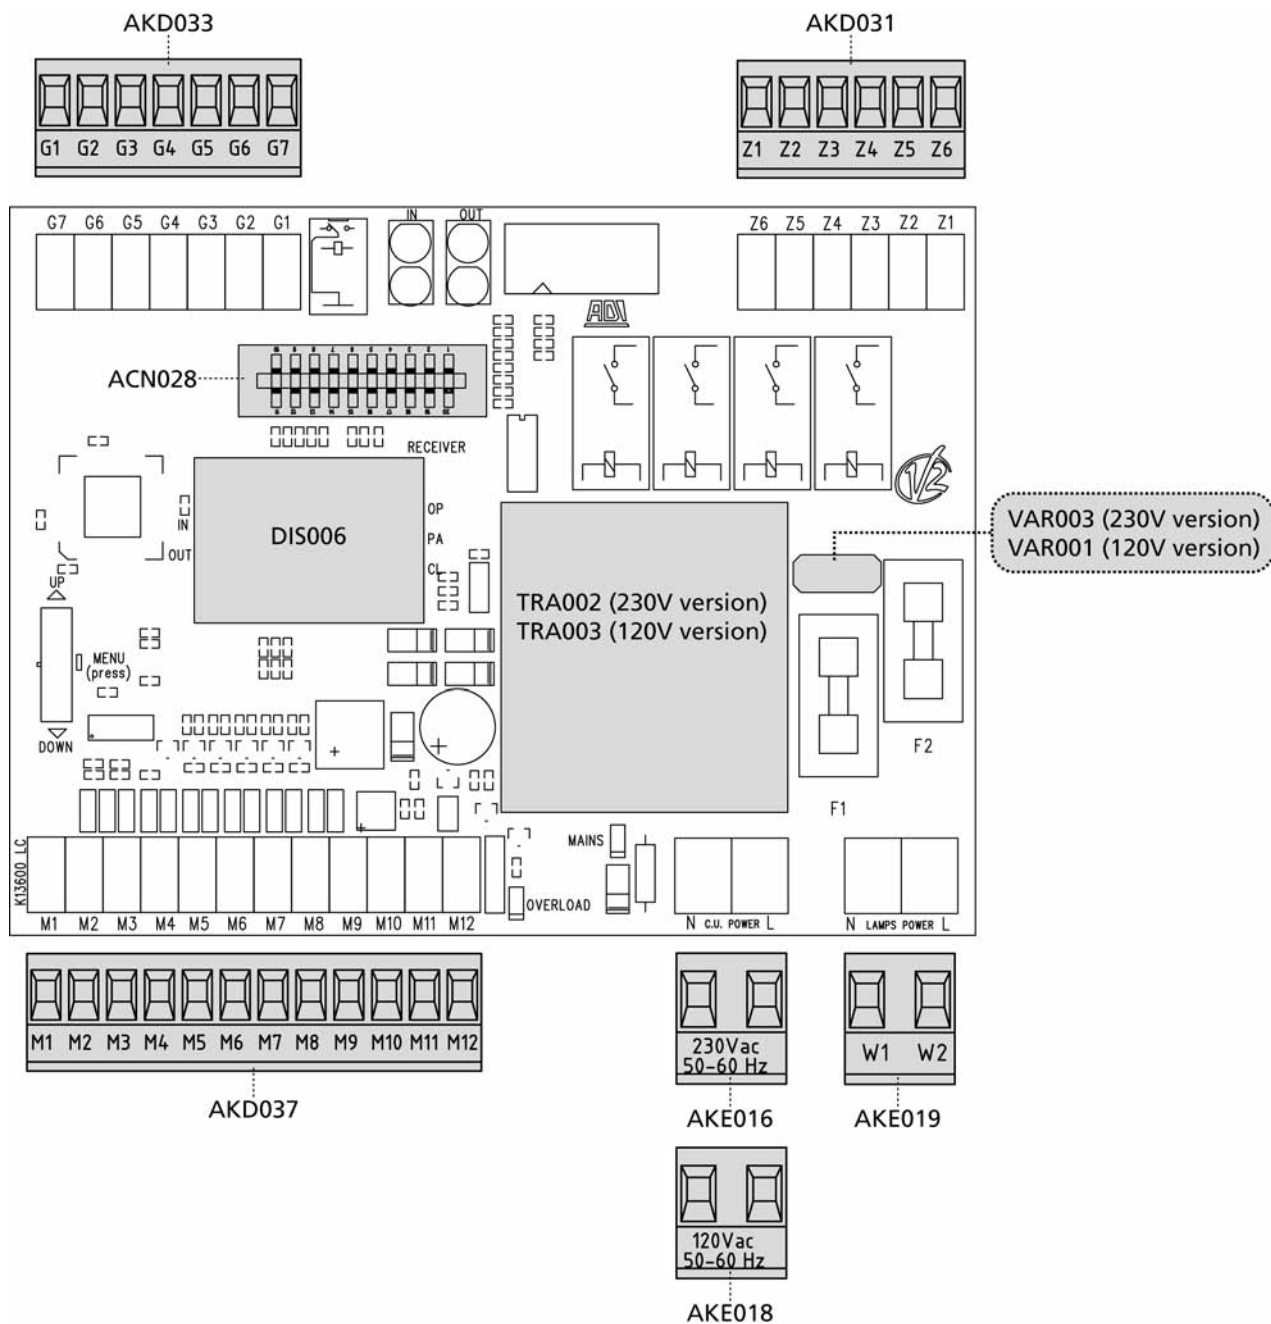 AKD033
AKD031
G1 G2 G3 G4 G5 G6 G7
Z1 Z2 Z3 Z4 Z5 Z6
G7 G6 G5 G4 G3 G2 G1
IN OUT
Z6 Z5 Z4 Z3 Z2 Z1
ADI
ACN028
RECEIVER
V2
OP
IN
DIS006
PA
OUT
CL
VAR003 (230V version)
VAR001 (120V version)
UP
TRA002 (230V version)
TRA003 (120V version)
MENU
(press)
DOWN
F2
F1
MAINS
K13600 LC
OVERLOAD
M1 M2 M3 M4 M5 M6 M7 M8 M9 M10 M11 M12
N C.U. POWER L
N LAMPS POWER L
M1 M2 M3 M4 M5 M6 M7 M8 M9 M10 M11 M12
230Vac
50-60 Hz
W1 W2
AKD037
AKE016
AKE019
120Vac
50-60 Hz
AKE018